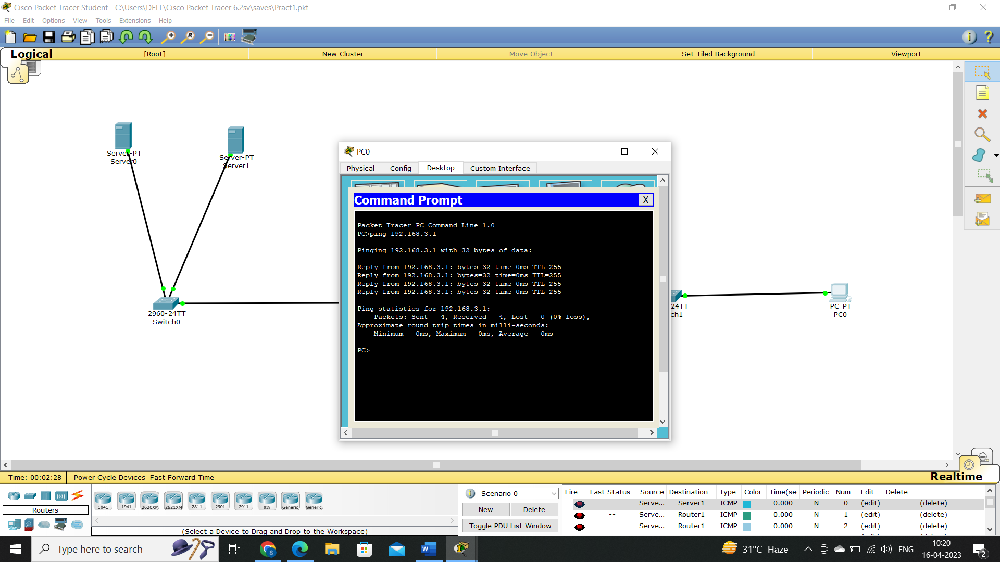 Cisco Packet Tracer Student - C:\Users\DELL\Cisco Packet Tracer 6.2sv\saves\Pract1.pkt
File Edit Options View Tools Extensions Help
Logical [Root] New Cluster Move Object Set Tiled Background Viewport
Server-PT
Server0
Server-PT
Server1
2960-24TT
Switch0
PC0
Physical Config Desktop Custom Interface
Command Prompt X
Packet Tracer PC Command Line 1.0
PC>ping 192.168.3.1
Pinging 192.168.3.1 with 32 bytes of data:
Reply from 192.168.3.1: bytes=32 time=0ms TTL=255
Reply from 192.168.3.1: bytes=32 time=0ms TTL=255
Reply from 192.168.3.1: bytes=32 time=0ms TTL=255
Reply from 192.168.3.1: bytes=32 time=0ms TTL=255
Ping statistics for 192.168.3.1:
Packets: Sent = 4, Received = 4, Lost = 0 (0% loss),
Approximate round trip times in milli-seconds:
Minimum = 0ms, Maximum = 0ms, Average = 0ms
PC>
24TT
ch1
PC-PT
PC0
Time: 00:02:28 Power Cycle Devices Fast Forward Time
Realtime
Routers
1841 1941 2620XM 2621XM 2811 2901 2911 819 Generic Generic
(Select a Device to Drag and Drop to the Workspace)
Scenario 0
New Delete
Toggle PDU List Window
Fire Last Status Source Destination Type Color Time(sec Periodic Num Edit Delete
-- Serve... Server1 ICMP 0.000 N 0 (edit) (delete)
-- Serve... Router1 ICMP 0.000 N 1 (edit) (delete)
-- Serve... Router1 ICMP 0.000 N 2 (edit) (delete)
Type here to search
31°C Haze
ENG
10:20
16-04-2023
2